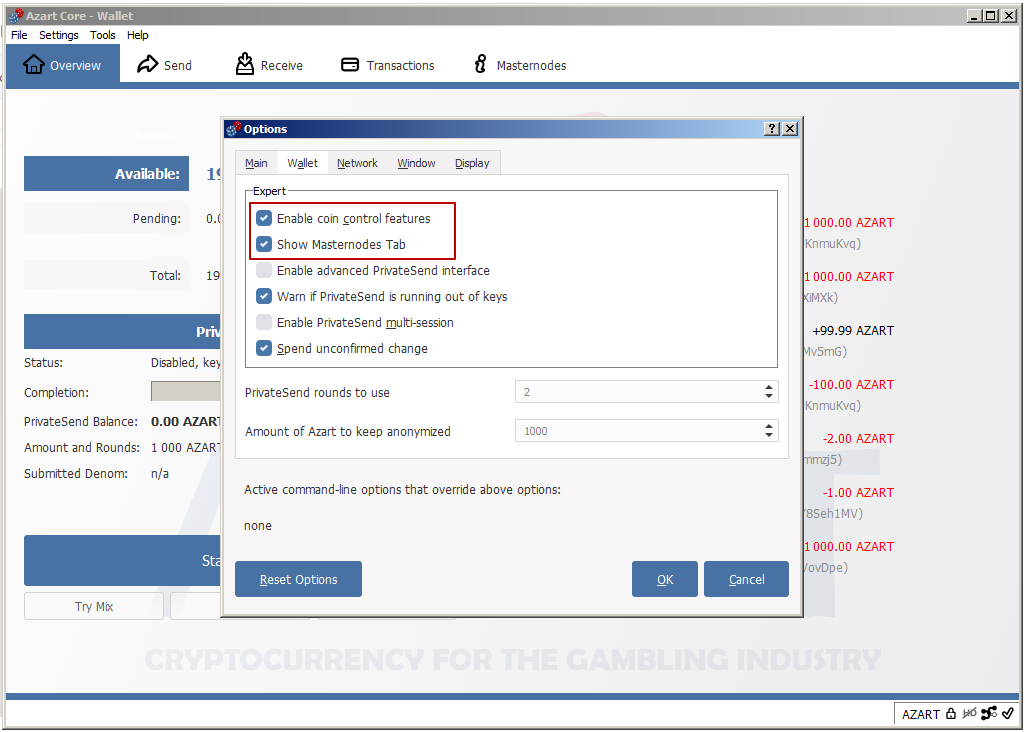 Azart Core - Wallet
File Settings Tools Help
Overview Send Receive Transactions Masternodes
Options
Main Wallet Network Window Display
Expert
Enable coin control features
Show Masternodes Tab
Enable advanced PrivateSend interface
Warn if PrivateSend is running out of keys
Enable PrivateSend multi-session
Spend unconfirmed change
PrivateSend rounds to use 2
Amount of Azart to keep anonymized 1000
Active command-line options that override above options:
none
Reset Options OK Cancel
Available: 19
Pending: 0.0
Total: 19
Priv
Status: Disabled, key
Completion:
PrivateSend Balance: 0.00 AZAR
Amount and Rounds: 1 000 AZART
Submitted Denom: n/a
Sta
Try Mix
1 000.00 AZART
KnmuKvq)
1 000.00 AZART
XiMXk)
+99.99 AZART
Mv5mG)
-100.00 AZART
KnmuKvq)
-2.00 AZART
mmzj5)
-1.00 AZART
8Seh1MV)
1 000.00 AZART
ovDpe)
CRYPTOCURRENCY FOR THE GAMBLING INDUSTRY
AZART HD